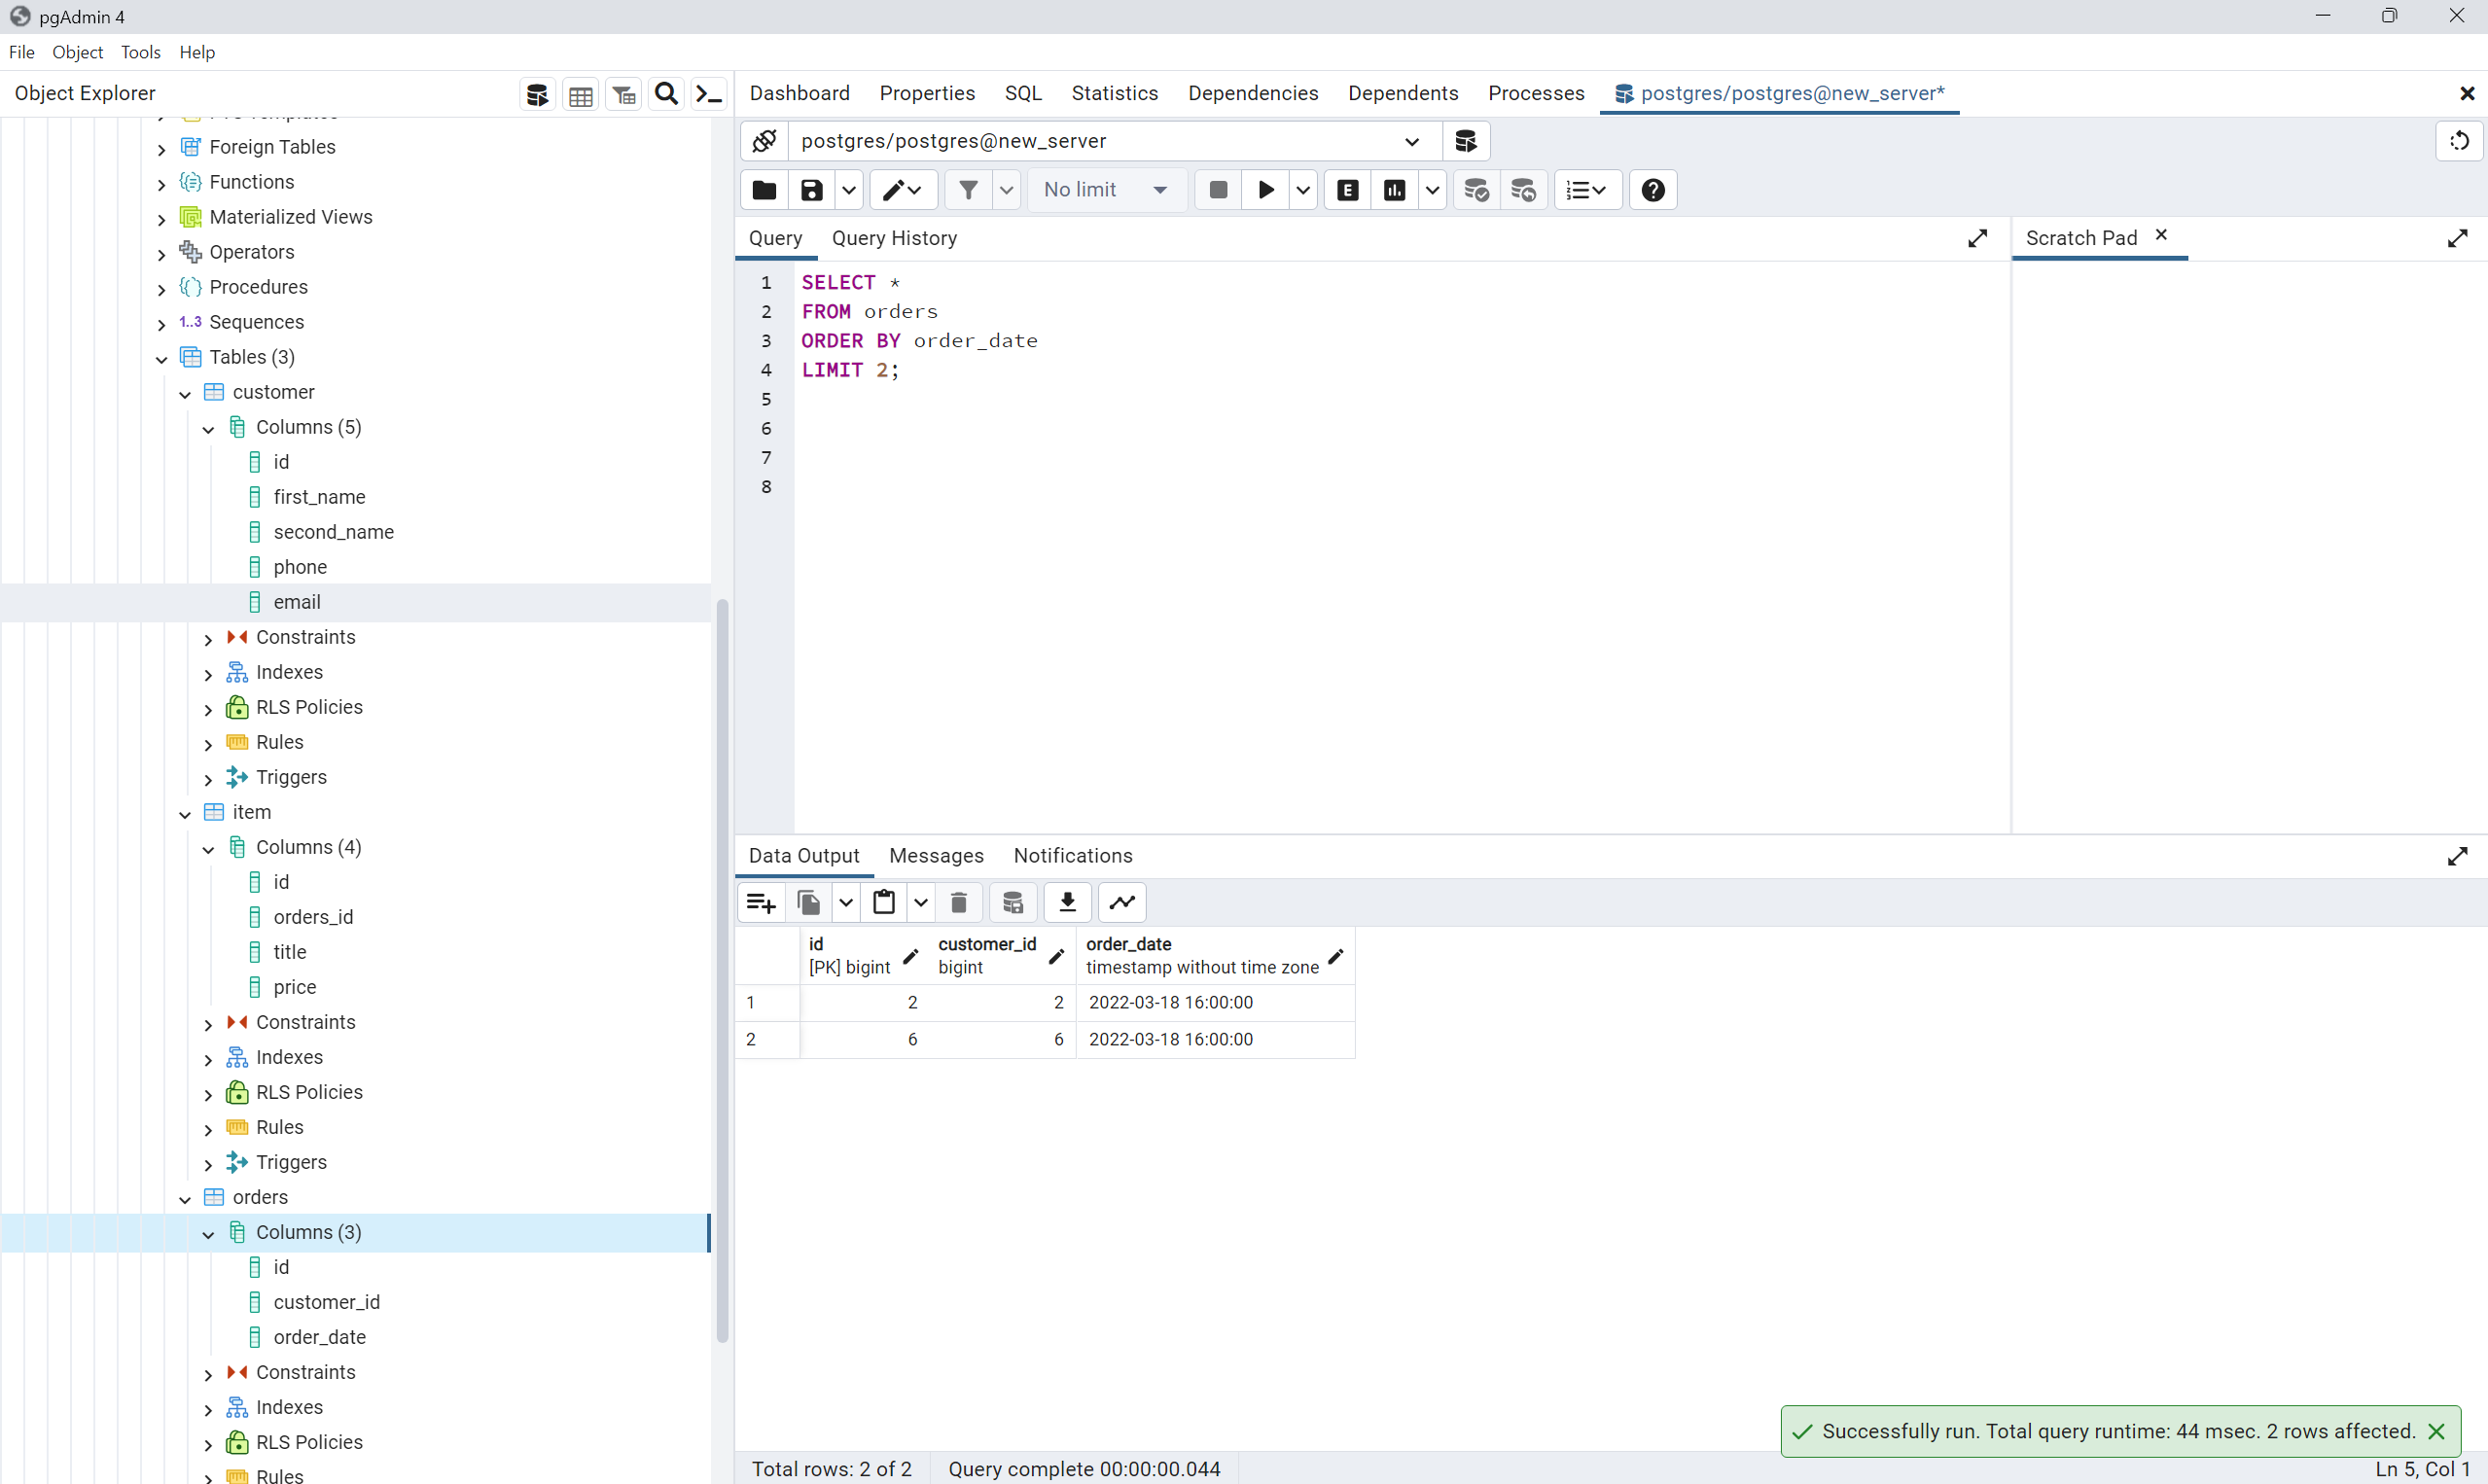 pgAdmin 4
File Object Tools Help
Object Explorer
Foreign Tables
Functions
Materialized Views
Operators
Procedures
1..3 Sequences
Tables (3)
customer
Columns (5)
id
first_name
second_name
phone
email
Constraints
Indexes
RLS Policies
Rules
Triggers
item
Columns (4)
id
orders_id
title
price
Constraints
Indexes
RLS Policies
Rules
Triggers
orders
Columns (3)
id
customer_id
order_date
Constraints
Indexes
RLS Policies
Rules
Dashboard Properties SQL Statistics Dependencies Dependents Processes postgres/postgres@new_server*
postgres/postgres@new_server
No limit E
Query Query History
Scratch Pad
1 SELECT *
2 FROM orders
3 ORDER BY order_date
4 LIMIT 2;
5
6
7
8
Data Output Messages Notifications
id customer_id order_date
[PK] bigint bigint timestamp without time zone
1 2 2 2022-03-18 16:00:00
2 6 6 2022-03-18 16:00:00
Successfully run. Total query runtime: 44 msec. 2 rows affected.
Total rows: 2 of 2 Query complete 00:00:00.044 Ln 5, Col 1